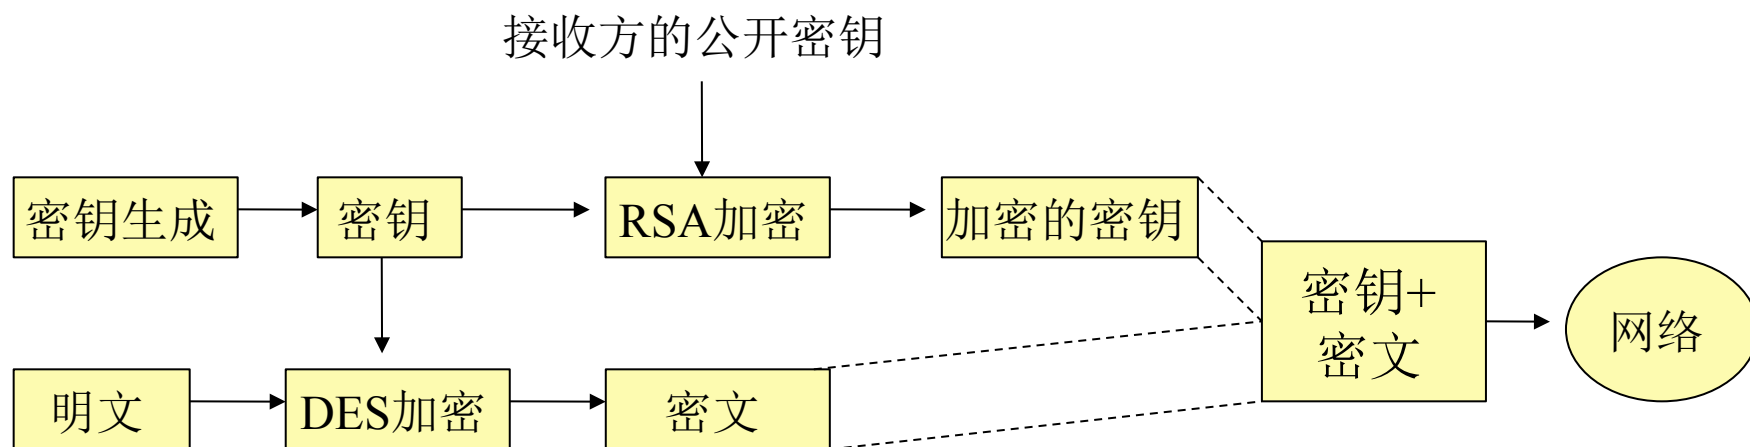 接收方的公开密钥
密钥生成
密钥
RSA加密
加密的密钥
密钥+
密文
网络
明文
DES加密
密文